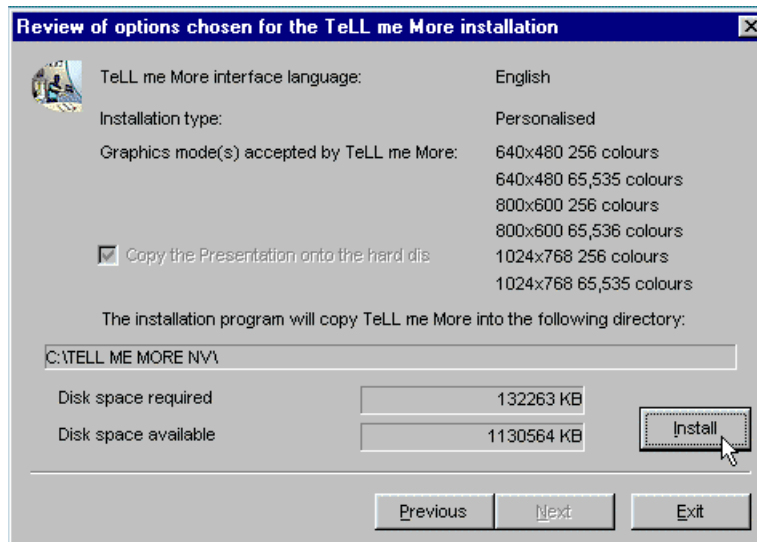 Review of options chosen for the TeLL me More installation
TeLL me More interface language: English
Installation type: Personalised
Graphics mode(s) accepted by TeLL me More: 640x480 256 colours
640x480 65,535 colours
800x600 256 colours
800x600 65,536 colours
Copy the Presentation onto the hard dis 1024x768 256 colours
1024x768 65,535 colours
The installation program will copy TeLL me More into the following directory:
C:\TELL ME MORE NV\
Disk space required 132263 KB
Disk space available 1130564 KB
Install
Previous Next Exit